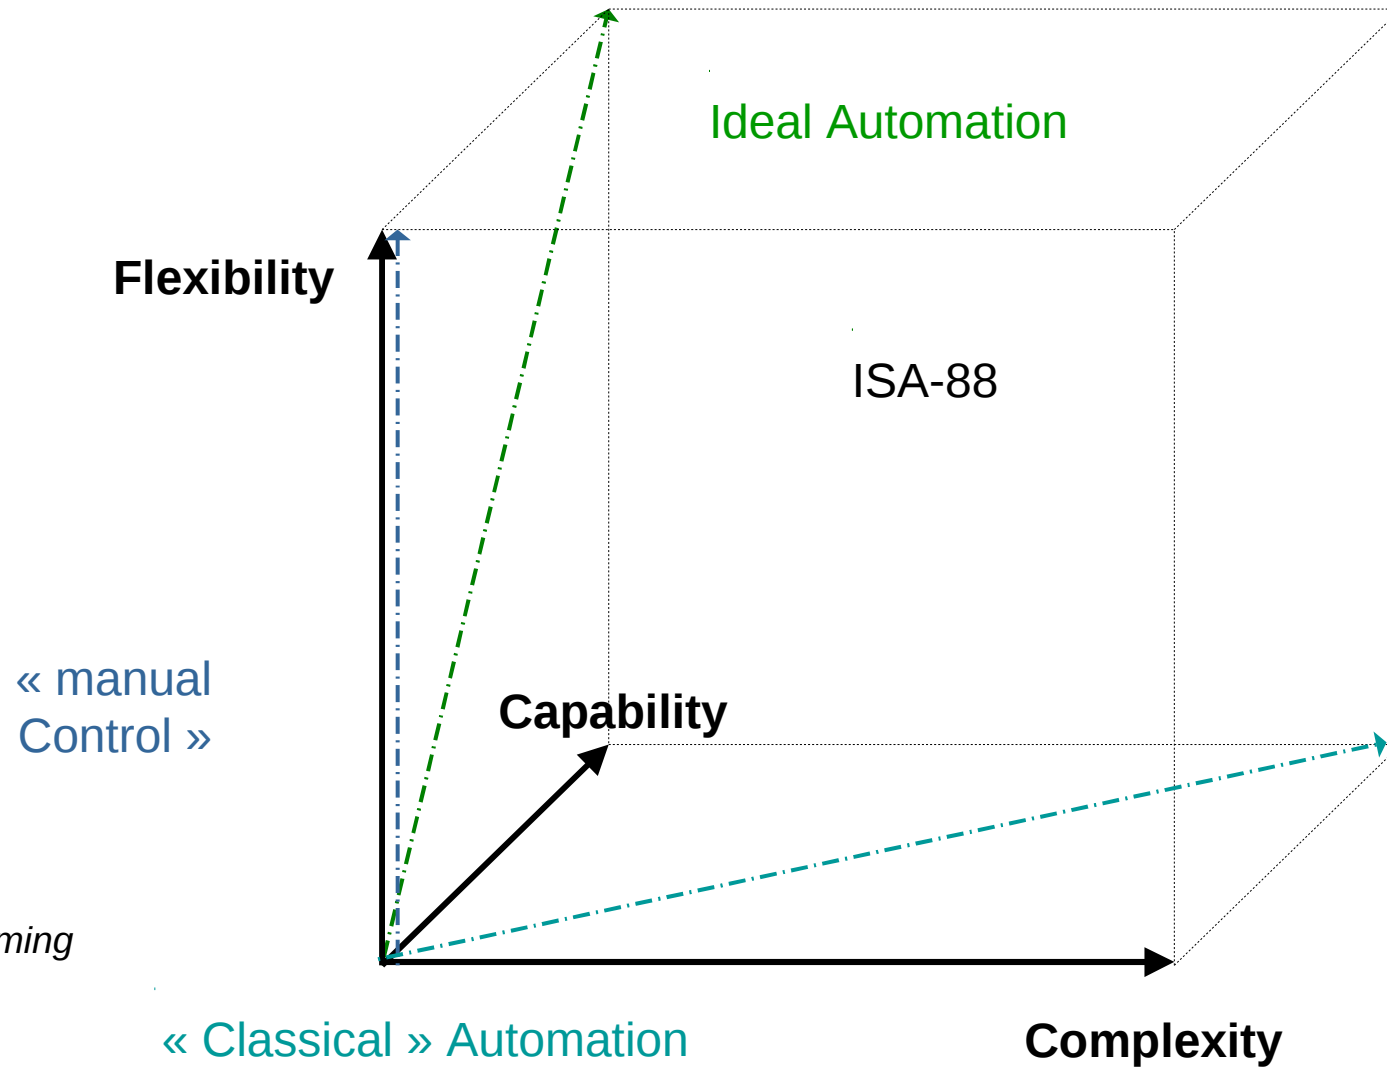 Ideal Automation
Flexibility
ISA-88
« manual
Control »
Capability
ming
« Classical » Automation
Complexity